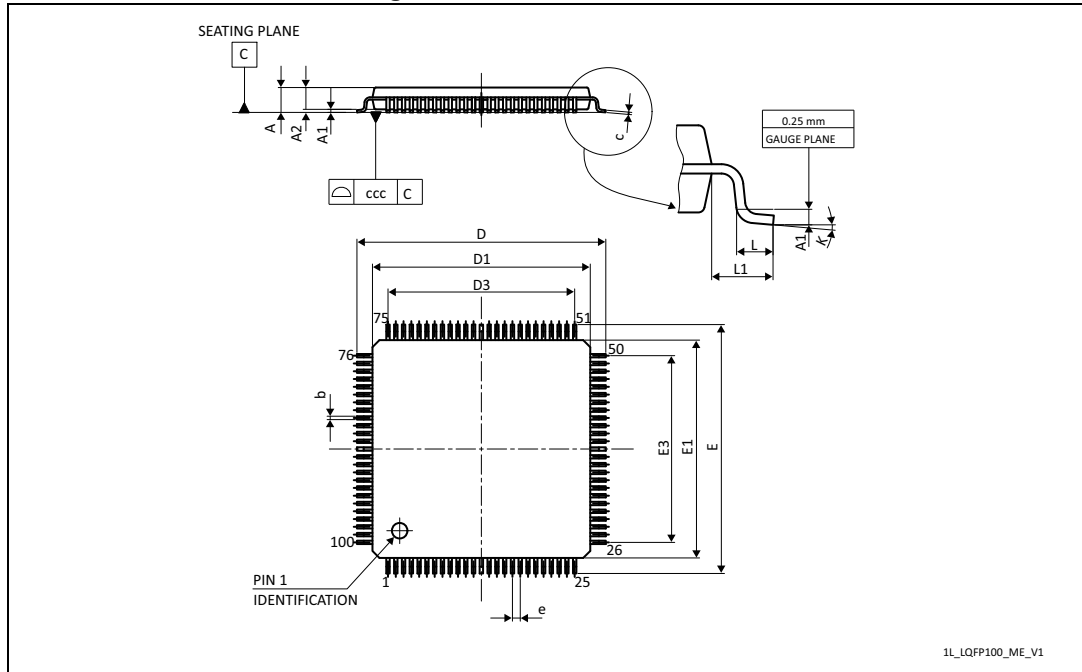 SEATING PLANE
C
A
A2
A1
c
0.25 mm
GAUGE PLANE
ccc C
L
A1
K
L1
D
D1
D3
75
51
76
50
b
E3
E1
E
100
26
PIN 1
IDENTIFICATION
1
25
e
1L_LQFP100_ME_V1